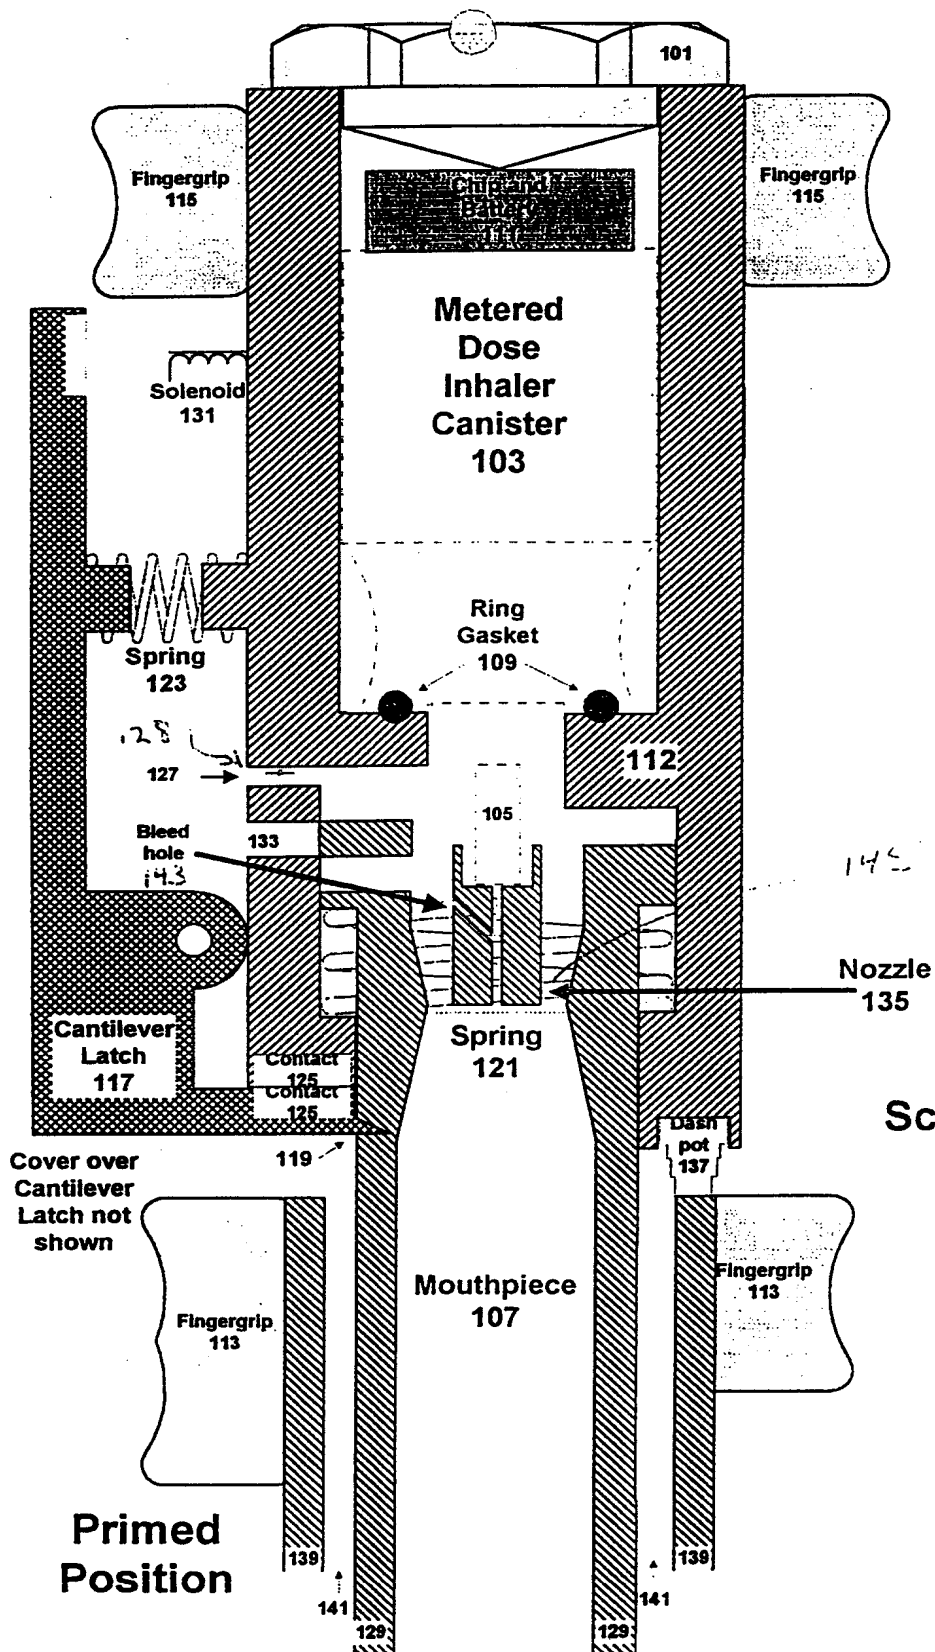 101
Fingergrip
115
Fingergrip
115
Chip and
Battery
Metered
Dose
Inhaler
Canister
103
Solenoid
131
Ring
Gasket
109
Spring
123
128
127
112
105
133
Bleed
hole
143
145
Nozzle
135
Cantilever
Latch
117
Spring
121
Contact
125
Contact
125
Sc
Dash
pot
137
119
Cover over
Cantilever
Latch not
shown
Fingergrip
113
Mouthpiece
107
Fingergrip
113
Primed
Position
139
139
141
141
129
129